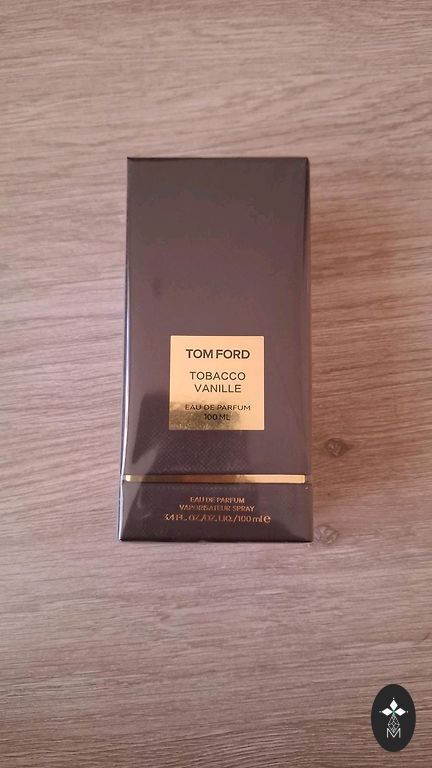 TOM FORD
TOBACCO
VANILLE
EAU DE PARFUM
100 ML
EAU DE PARFUM
VAPORISATEUR SPRAY
3.4 FL. OZ./OZ. LIQ./100 ml e
M